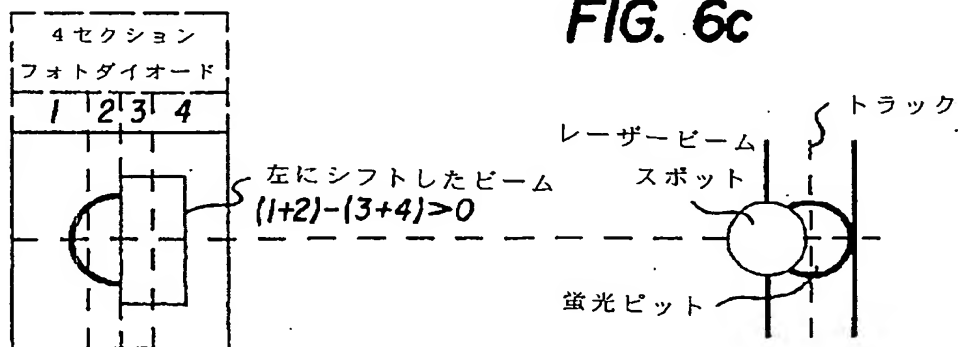 FIG. 6c
4セクション
フォトダイオード
1 2 3 4
左にシフトしたビーム
(1+2)-(3+4)>0
トラック
レーザービーム
スポット
蛍光ピット